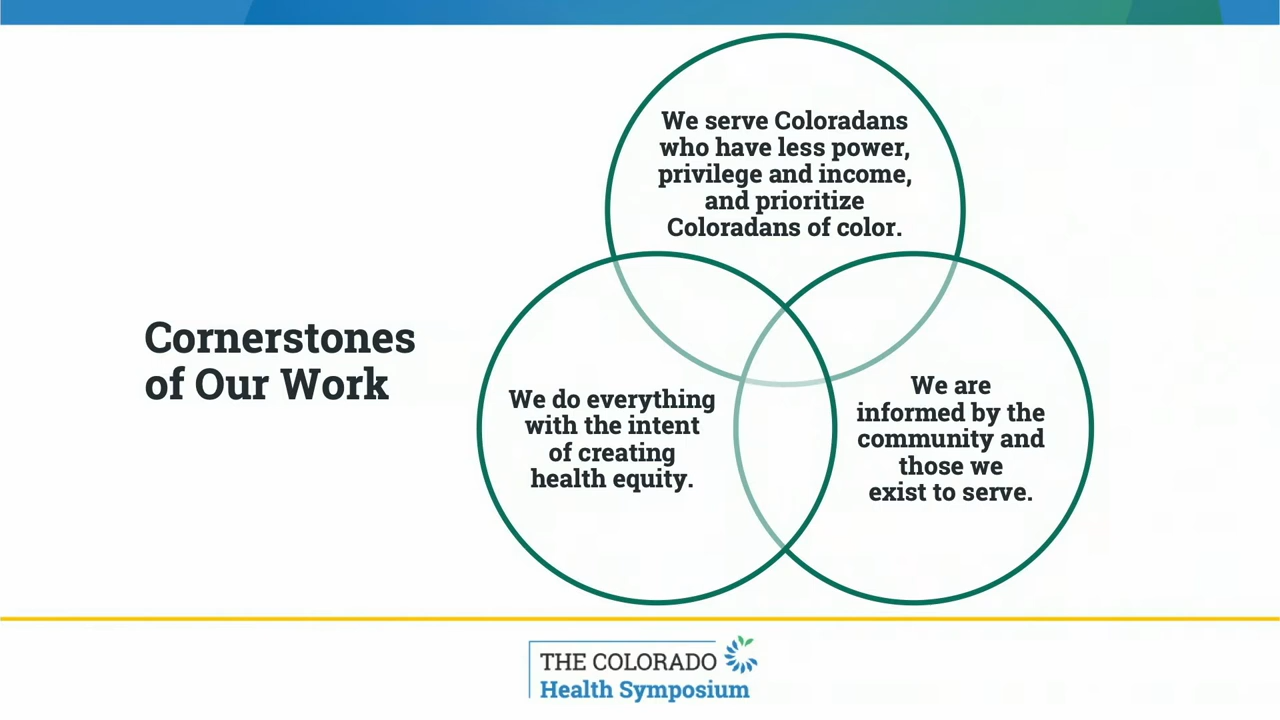 Cornerstones
of Our Work
We serve Coloradans
who have less power,
privilege and income,
and prioritize
Coloradans of color.
We do everything
with the intent
of creating
health equity.
We are
informed by the
community and
those we
exist to serve.
THE COLORADO
Health Symposium